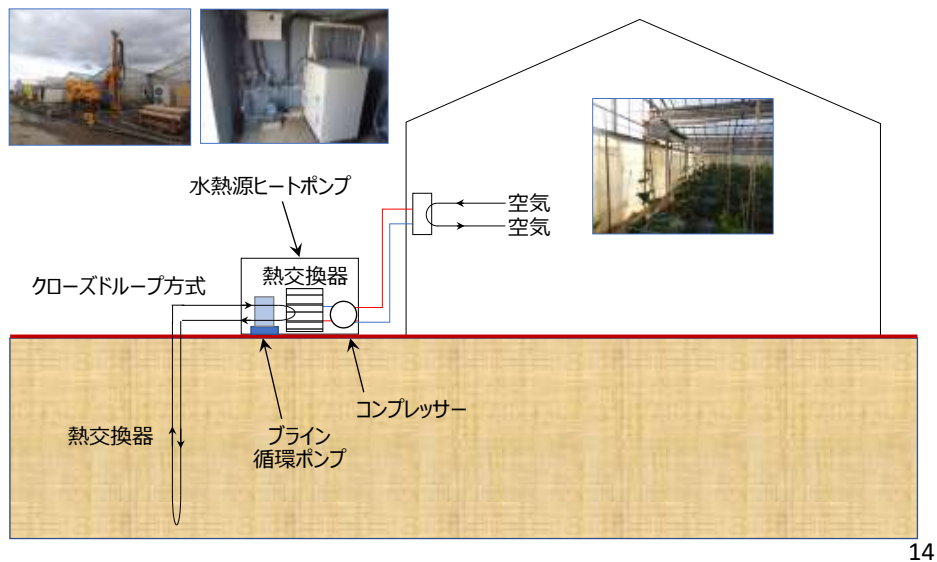 水熱源ヒートポンプ
空気
空気
熱交換器
クローズドループ方式
コンプレッサー
熱交換器
ブライン
循環ポンプ
14